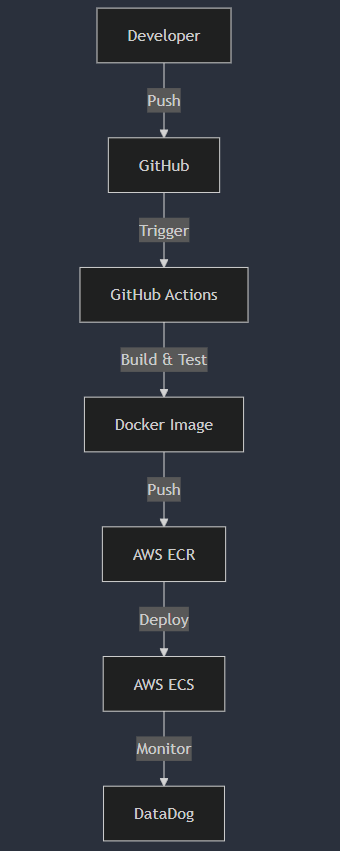 Developer
Push
GitHub
Trigger
GitHub Actions
Build & Test
Docker Image
Push
AWS ECR
Deploy
AWS ECS
Monitor
DataDog